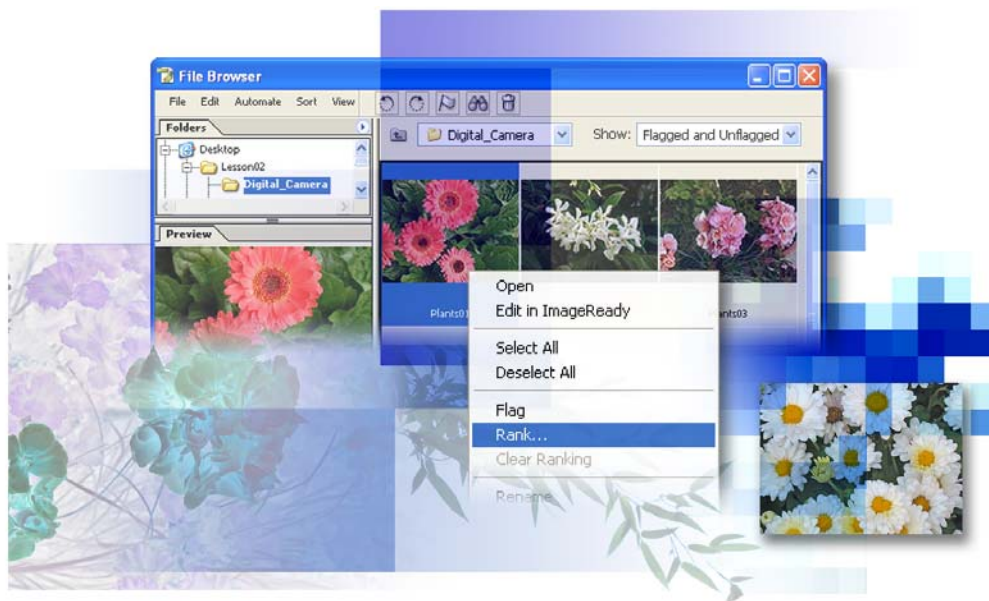 File Browser
File Edit Automate Sort View
Folders
Digital_Camera Show: Flagged and Unflagged
Desktop
Lesson02
Digital_Camera
Preview
Plants01
Open
Edit in ImageReady
Select All
Deselect All
Flag
Rank...
Clear Ranking
Rename